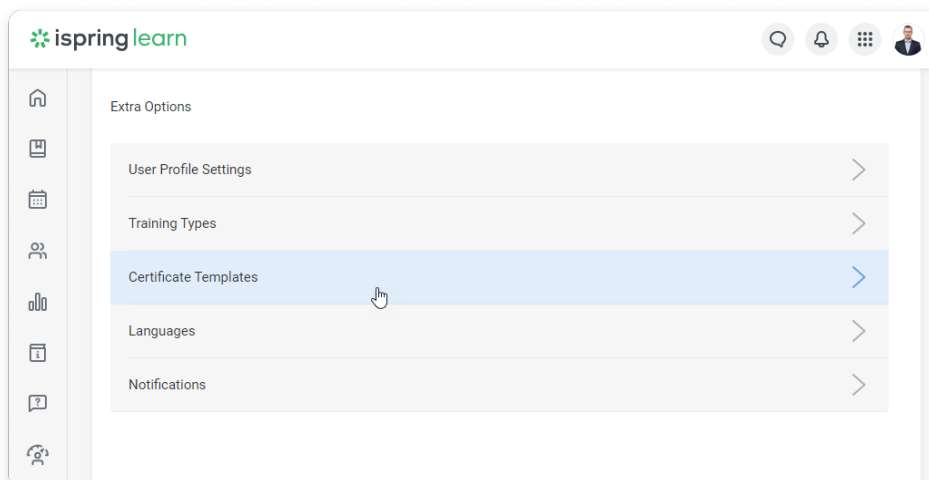 ispring learn
Extra Options
User Profile Settings
Training Types
Certificate Templates
Languages
Notifications